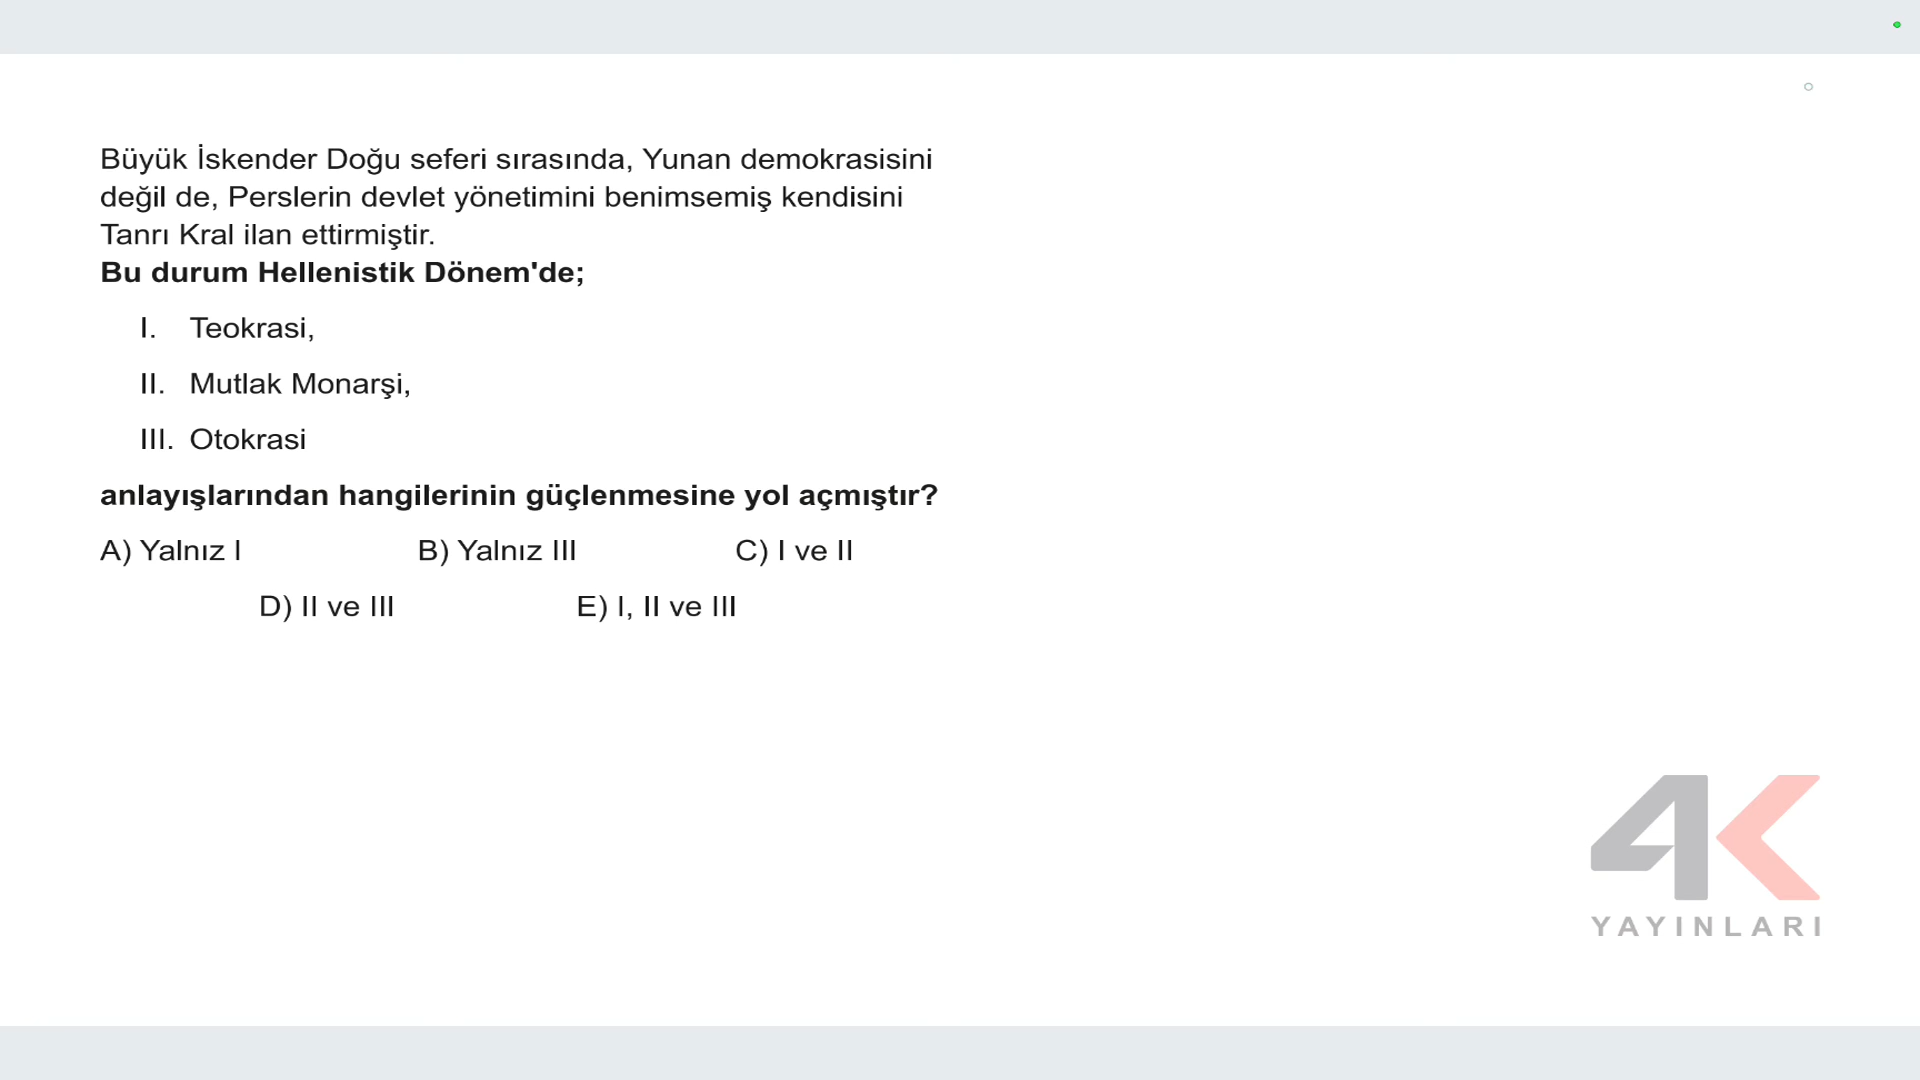 Büyük İskender Doğu seferi sırasında, Yunan demokrasisini
değil de, Perslerin devlet yönetimini benimsemiş kendisini
Tanrı Kral ilan ettirmiştir.
Bu durum Hellenistik Dönem'de;
I. Teokrasi,
II. Mutlak Monarşi,
III. Otokrasi
anlayışlarından hangilerinin güçlenmesine yol açmıştır?
A) Yalnız I B) Yalnız III C) I ve II
D) II ve III E) I, II ve III
4K
YAYINLARI